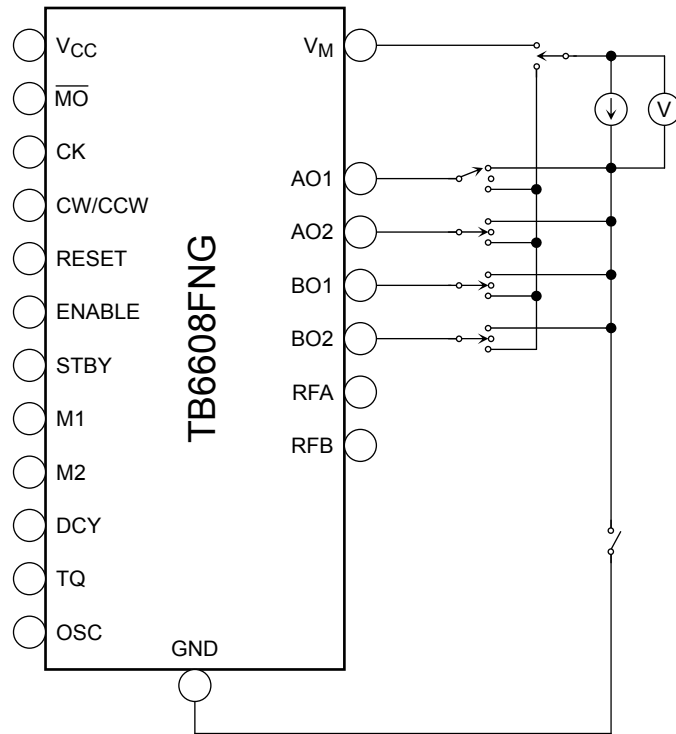 VCC
MO
CK
CW/CCW
RESET
ENABLE
STBY
M1
M2
DCY
TQ
OSC
TB6608FNG
GND
VM
AO1
AO2
BO1
BO2
RFA
RFB
V